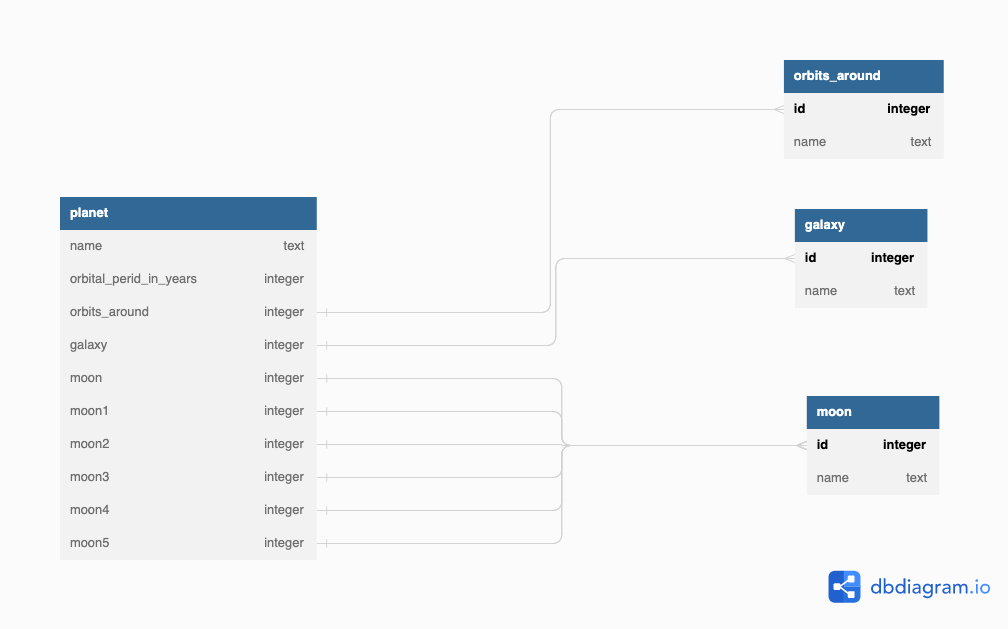 orbits_around
id integer
name text
planet
name text
orbital_perid_in_years integer
orbits_around integer
galaxy integer
moon integer
moon1 integer
moon2 integer
moon3 integer
moon4 integer
moon5 integer
galaxy
id integer
name text
moon
id integer
name text
dbdiagram.io